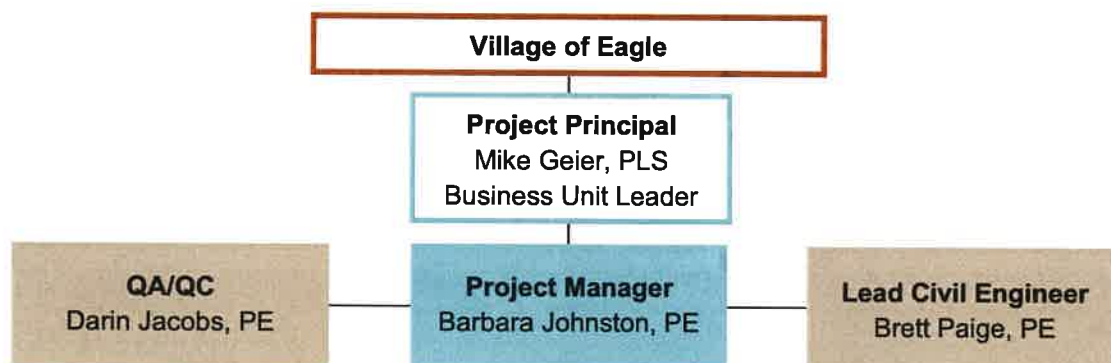 Village of Eagle
Project Principal
Mike Geier, PLS
Business Unit Leader
QA/QC
Darin Jacobs, PE
Project Manager
Barbara Johnston, PE
Lead Civil Engineer
Brett Paige, PE